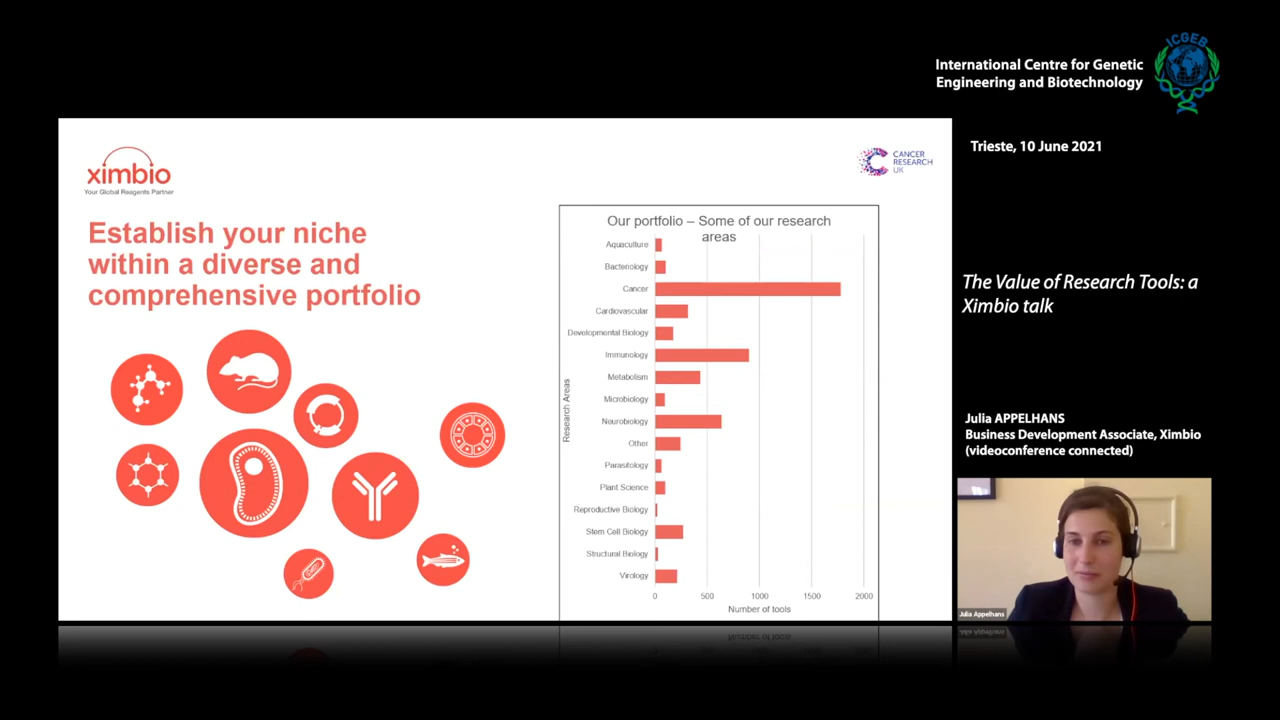 ICGEB
International Centre for Genetic
Engineering and Biotechnology
Trieste, 10 June 2021
ximbio
Your Global Reagents Partner
CANCER
RESEARCH
UK
Establish your niche
within a diverse and
comprehensive portfolio
Our portfolio – Some of our research
areas
Research Areas
Aquaculture
Bacteriology
Cancer
Cardiovascular
Developmental Biology
Immunology
Metabolism
Microbiology
Neurobiology
Other
Parasitology
Plant Science
Reproductive Biology
Stem Cell Biology
Structural Biology
Virology
0 500 1000 1500 2000
Number of tools
The Value of Research Tools: a
Ximbio talk
Julia APPELHANS
Business Development Associate, Ximbio
(videoconference connected)
Julia Appelhans